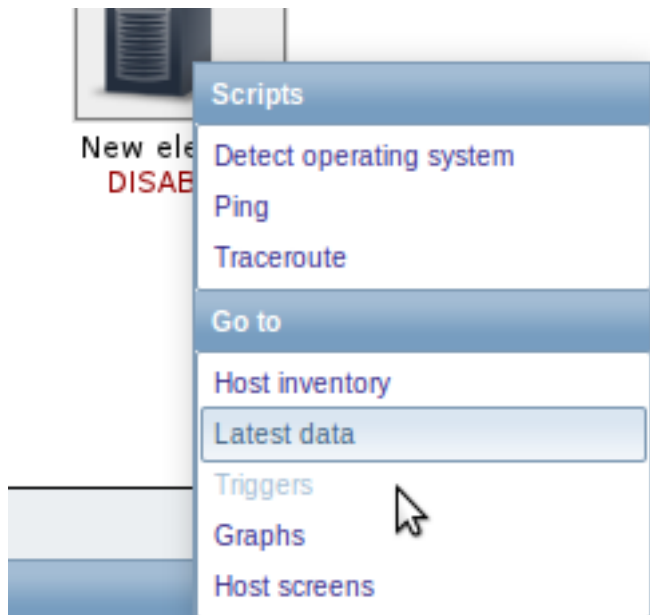 New ele
DISAB
Scripts
Detect operating system
Ping
Traceroute
Go to
Host inventory
Latest data
Triggers
Graphs
Host screens